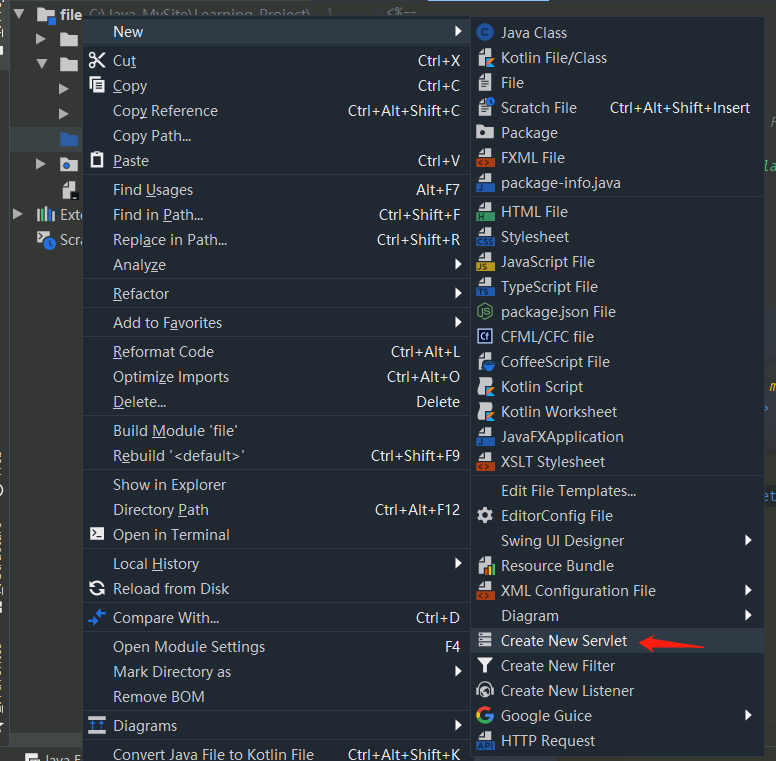 file C:\Java_MySite\Learning_Project\ 1 <%--
New
Cut Ctrl+X
Copy Ctrl+C
Copy Reference Ctrl+Alt+Shift+C
Copy Path...
Paste Ctrl+V
Find Usages Alt+F7
Find in Path... Ctrl+Shift+F
Replace in Path... Ctrl+Shift+R
Analyze
Refactor
Add to Favorites
Reformat Code Ctrl+Alt+L
Optimize Imports Ctrl+Alt+O
Delete... Delete
Build Module 'file'
Rebuild '<default>' Ctrl+Shift+F9
Show in Explorer
Directory Path Ctrl+Alt+F12
Open in Terminal
Local History
Reload from Disk
Compare With... Ctrl+D
Open Module Settings F4
Mark Directory as
Remove BOM
Diagrams
Convert Java File to Kotlin File Ctrl+Alt+Shift+K
Java Class
Kotlin File/Class
File
Scratch File Ctrl+Alt+Shift+Insert
Package
FXML File
package-info.java
HTML File
Stylesheet
JavaScript File
TypeScript File
package.json File
CFML/CFC file
CoffeeScript File
Kotlin Script
Kotlin Worksheet
JavaFXApplication
XSLT Stylesheet
Edit File Templates...
EditorConfig File
Swing UI Designer
Resource Bundle
XML Configuration File
Diagram
Create New Servlet
Create New Filter
Create New Listener
Google Guice
HTTP Request